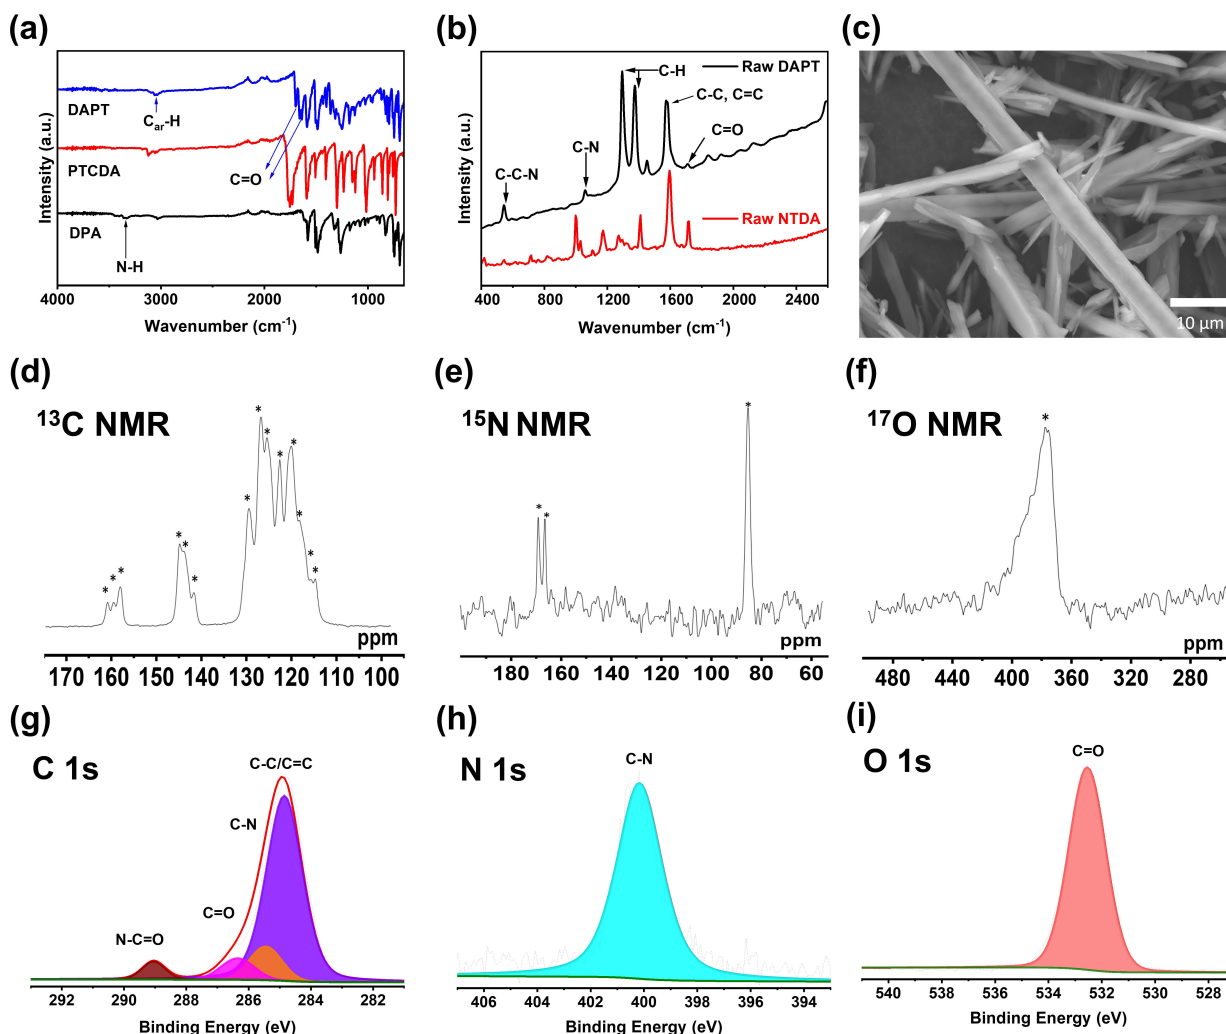 (a)
Intensity (a.u.)
DAPT
Car-H
PTCDA
C=O
DPA
N-H
4000 3000 2000 1000
Wavenumber (cm-1)
(b)
Intensity (a.u.)
Raw DAPT
C-H
C-C, C=C
C=O
C-N
C-C-N
Raw NTDA
400 800 1200 1600 2000 2400
Wavenumber (cm-1)
(c)
10 µm
(d)
13C NMR
* * * * * * * * * * * * * *
ppm
170 160 150 140 130 120 110 100
(e)
15N NMR
* * *
ppm
180 160 140 120 100 80 60
(f)
17O NMR
*
ppm
480 440 400 360 320 280
(g)
C 1s
C-C/C=C
C-N
C=O
N-C=O
292 290 288 286 284 282
Binding Energy (eV)
(h)
N 1s
C-N
406 404 402 400 398 396 394
Binding Energy (eV)
(i)
O 1s
C=O
540 538 536 534 532 530 528
Binding Energy (eV)